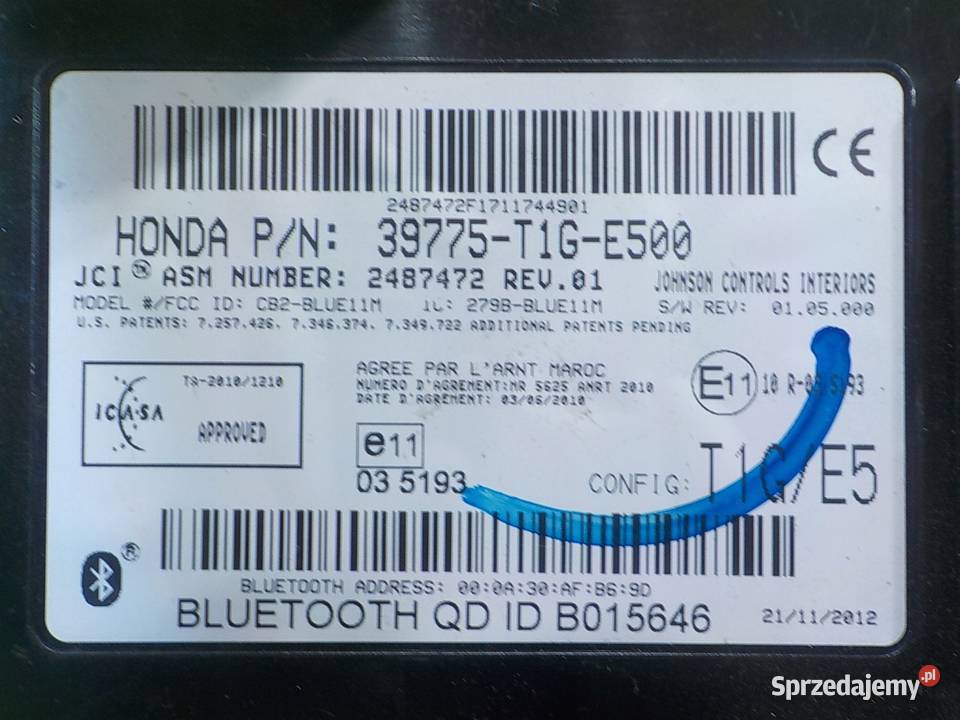 CE
2487472F1711744901
HONDA P/N: 39775-T1G-E500
JCI™ ASM NUMBER: 2487472 REV.01 JOHNSON CONTROLS INTERIORS
MODEL #/FCC ID: CB2-BLUE11M IC: 279B-BLUE11M S/W REV: 01.05.000
U.S. PATENTS: 7.257.426, 7.346.374, 7.349.722 ADDITIONAL PATENTS PENDING
TA-2010/1210
ICASA
APPROVED
AGREE PAR L'ARNT MAROC
NUMERO D'AGREMENT:MR 5625 ANRT 2010
DATE D'AGREMENT: 03/06/2010
E11 10
e11
03 5193
CONFIG: T1G/E5
®
BLUETOOTH ADDRESS: 00:0A:30:AF:B6:9D
BLUETOOTH QD ID B015646 21/11/2012
Sprzedajemy.pl